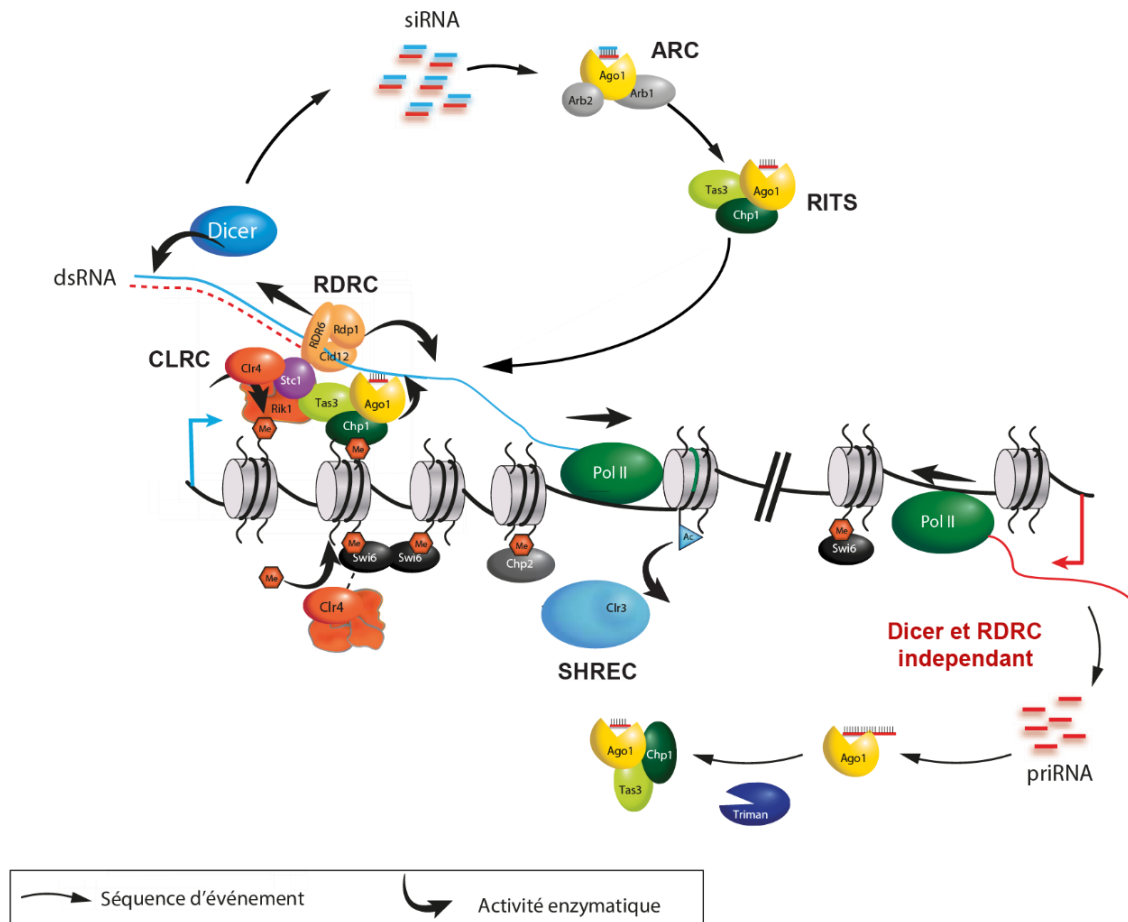 siRNA
ARC
Ago1
Arb2
Arb1
Tas3
Ago1
Chp1
RITS
Dicer
dsRNA
RDRC
RDR6
Rdp1
Cid12
CLRC
Clr4
Stc1
Rik1
Tas3
Ago1
Chp1
Me
Me
Pol II
Pol II
Me
Me
Me
Ac
Me
Swi6
Swi6
Chp2
Swi6
Me
Clr4
Clr3
SHREC
Dicer et RDRC
independant
Ago1
Chp1
Tas3
Ago1
Triman
priRNA
Séquence d'événement
Activité enzymatique